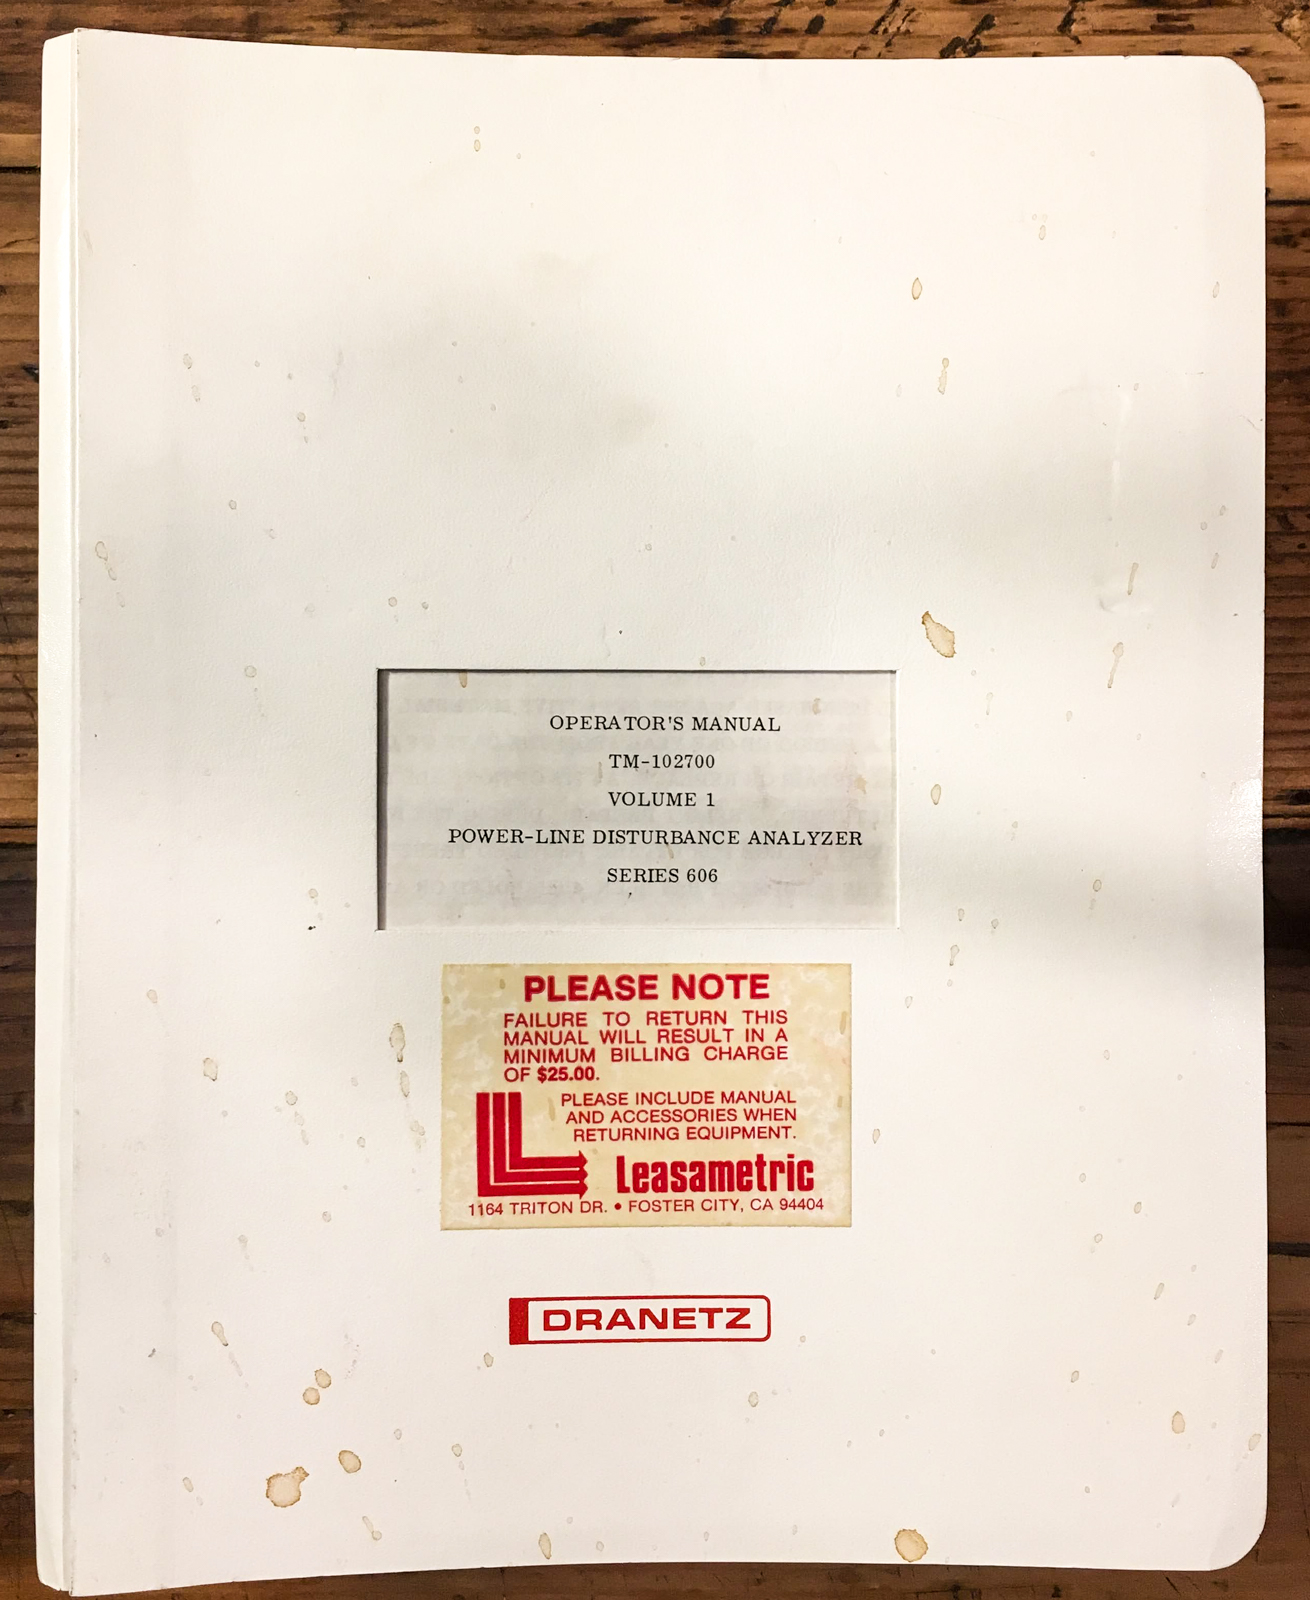 OPERATOR'S MANUAL
TM-102700
VOLUME 1
POWER-LINE DISTURBANCE ANALYZER
SERIES 606
PLEASE NOTE
FAILURE TO RETURN THIS
MANUAL WILL RESULT IN A
MINIMUM BILLING CHARGE
OF $25.00.
PLEASE INCLUDE MANUAL
AND ACCESSORIES WHEN
RETURNING EQUIPMENT.
Leasametric
1164 TRITON DR. • FOSTER CITY, CA 94404
DRANETZ